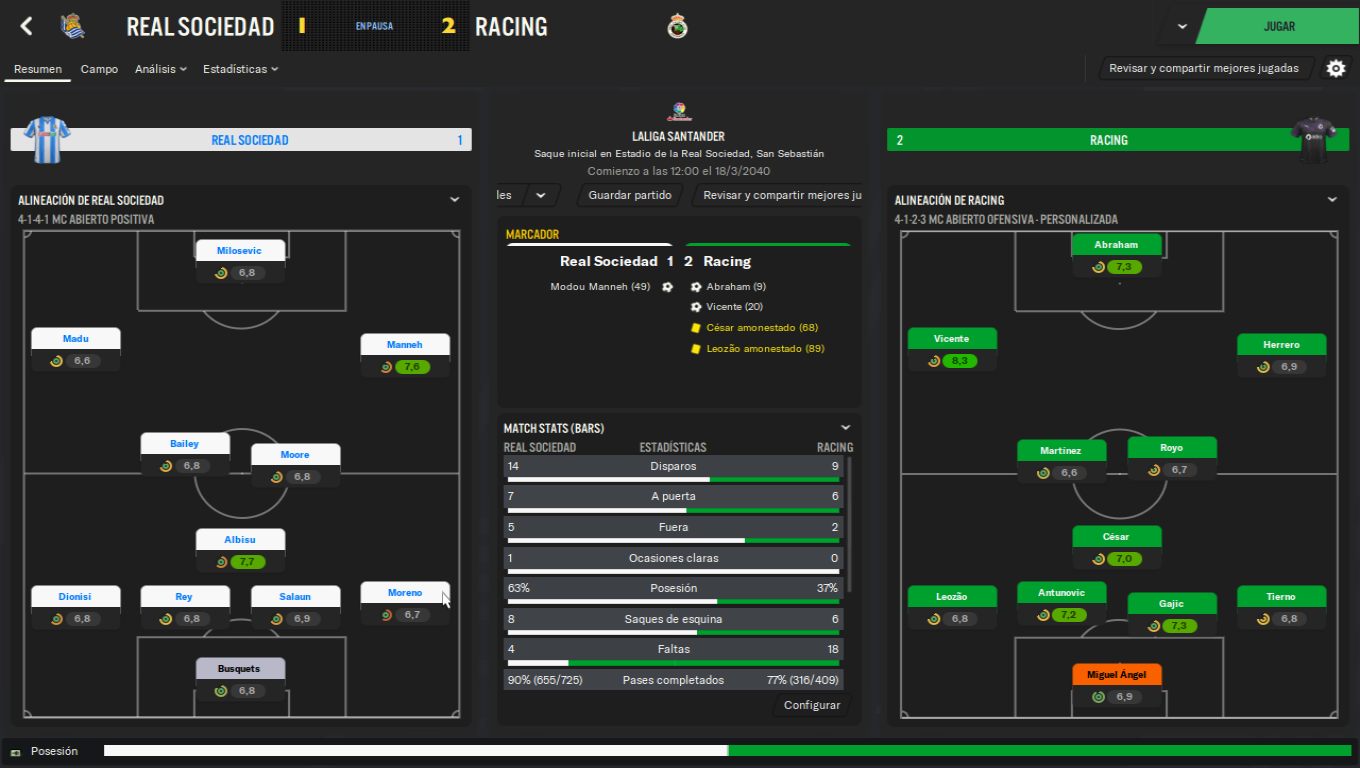 REAL SOCIEDAD 1 EN PAUSA 2 RACING
JUGAR
Resumen Campo Análisis Estadísticas
Revisar y compartir mejores jugadas
REAL SOCIEDAD 1
ALINEACIÓN DE REAL SOCIEDAD
4-1-4-1 MC ABIERTO POSITIVA
Milosevic
6,8
Madu
6,6
Manneh
7,6
Bailey
6,8
Moore
6,8
Albisu
7,7
Dionisi
6,8
Rey
6,8
Salaun
6,9
Moreno
6,7
Busquets
6,8
LALIGA SANTANDER
Saque inicial en Estadio de la Real Sociedad, San Sebastián
Comienzo a las 12:00 el 18/3/2040
les
Guardar partido
Revisar y compartir mejores ju
MARCADOR
Real Sociedad 1 2 Racing
Modou Manneh (49) Abraham (9)
Vicente (20)
César amonestado (68)
Leozão amonestado (89)
MATCH STATS (BARS)
REAL SOCIEDAD ESTADÍSTICAS RACING
14 Disparos 9
7 A puerta 6
5 Fuera 2
1 Ocasiones claras 0
63% Posesión 37%
8 Saques de esquina 6
4 Faltas 18
90% (655/725) Pases completados 77% (316/409)
Configurar
2 RACING
ALINEACIÓN DE RACING
4-1-2-3 MC ABIERTO OFENSIVA - PERSONALIZADA
Abraham
7,3
Vicente
8,3
Herrero
6,9
Martínez
6,6
Royo
6,7
César
7,0
Leozão
6,8
Antunovic
7,2
Gajic
7,3
Tierno
6,8
Miguel Ángel
6,9
Posesión